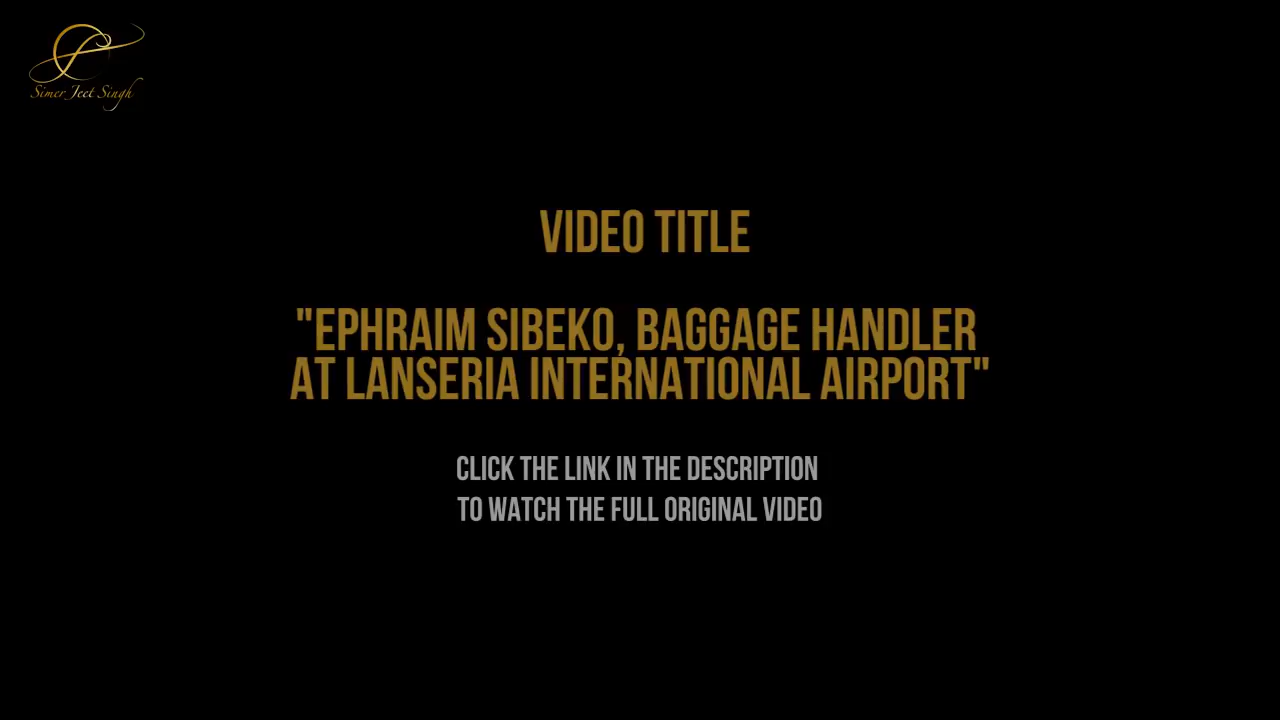 Simer Jeet Singh
VIDEO TITLE
"EPHRAIM SIBEKO, BAGGAGE HANDLER
AT LANSERIA INTERNATIONAL AIRPORT"
CLICK THE LINK IN THE DESCRIPTION
TO WATCH THE FULL ORIGINAL VIDEO